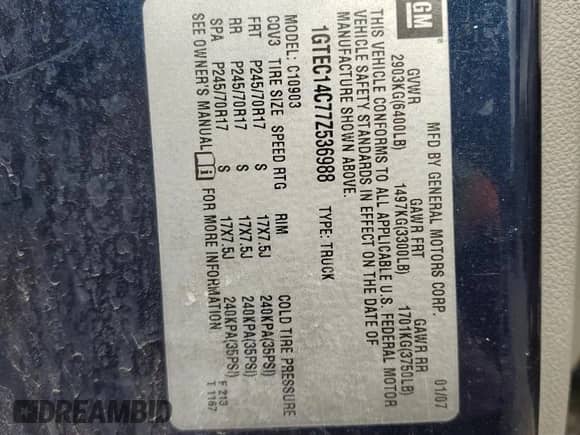 GM
MFD BY GENERAL MOTORS CORP. 01/07
GVWR GAWR FRT GAWR RR
2903KG(6400LB) 1497KG(3300LB) 1701KG(3750LB)
THIS VEHICLE CONFORMS TO ALL APPLICABLE U.S. FEDERAL MOTOR
VEHICLE SAFETY STANDARDS IN EFFECT ON THE DATE OF
MANUFACTURE SHOWN ABOVE.
1GTEC14C77Z536988 TYPE: TRUCK
MODEL: C10903
CQV3 TIRE SIZE SPEED RTG RIM COLD TIRE PRESSURE
FRT P245/70R17 S 17X7.5J 240KPA(35PSI)
RR P245/70R17 S 17X7.5J 240KPA(35PSI)
SPA P245/70R17 S 17X7.5J 240KPA(35PSI)
SEE OWNER'S MANUAL i FOR MORE INFORMATION
F 213
T 1167
DREAMBID